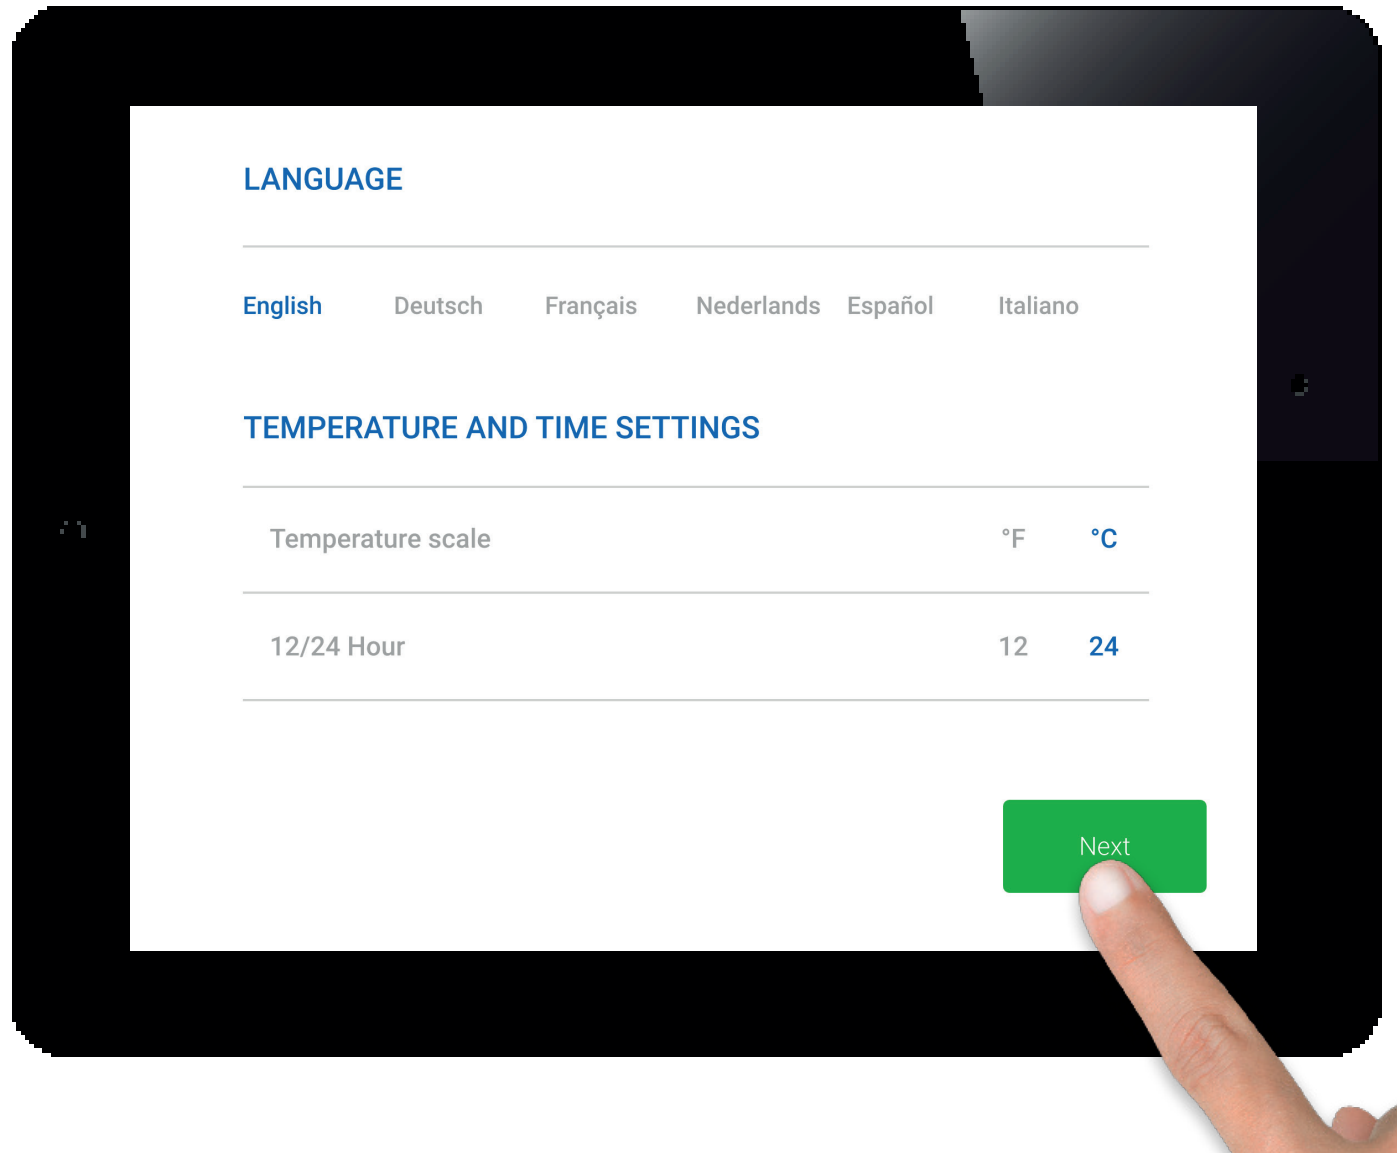 LANGUAGE
English Deutsch Français Nederlands Español Italiano
TEMPERATURE AND TIME SETTINGS
Temperature scale °F °C
12/24 Hour 12 24
Next